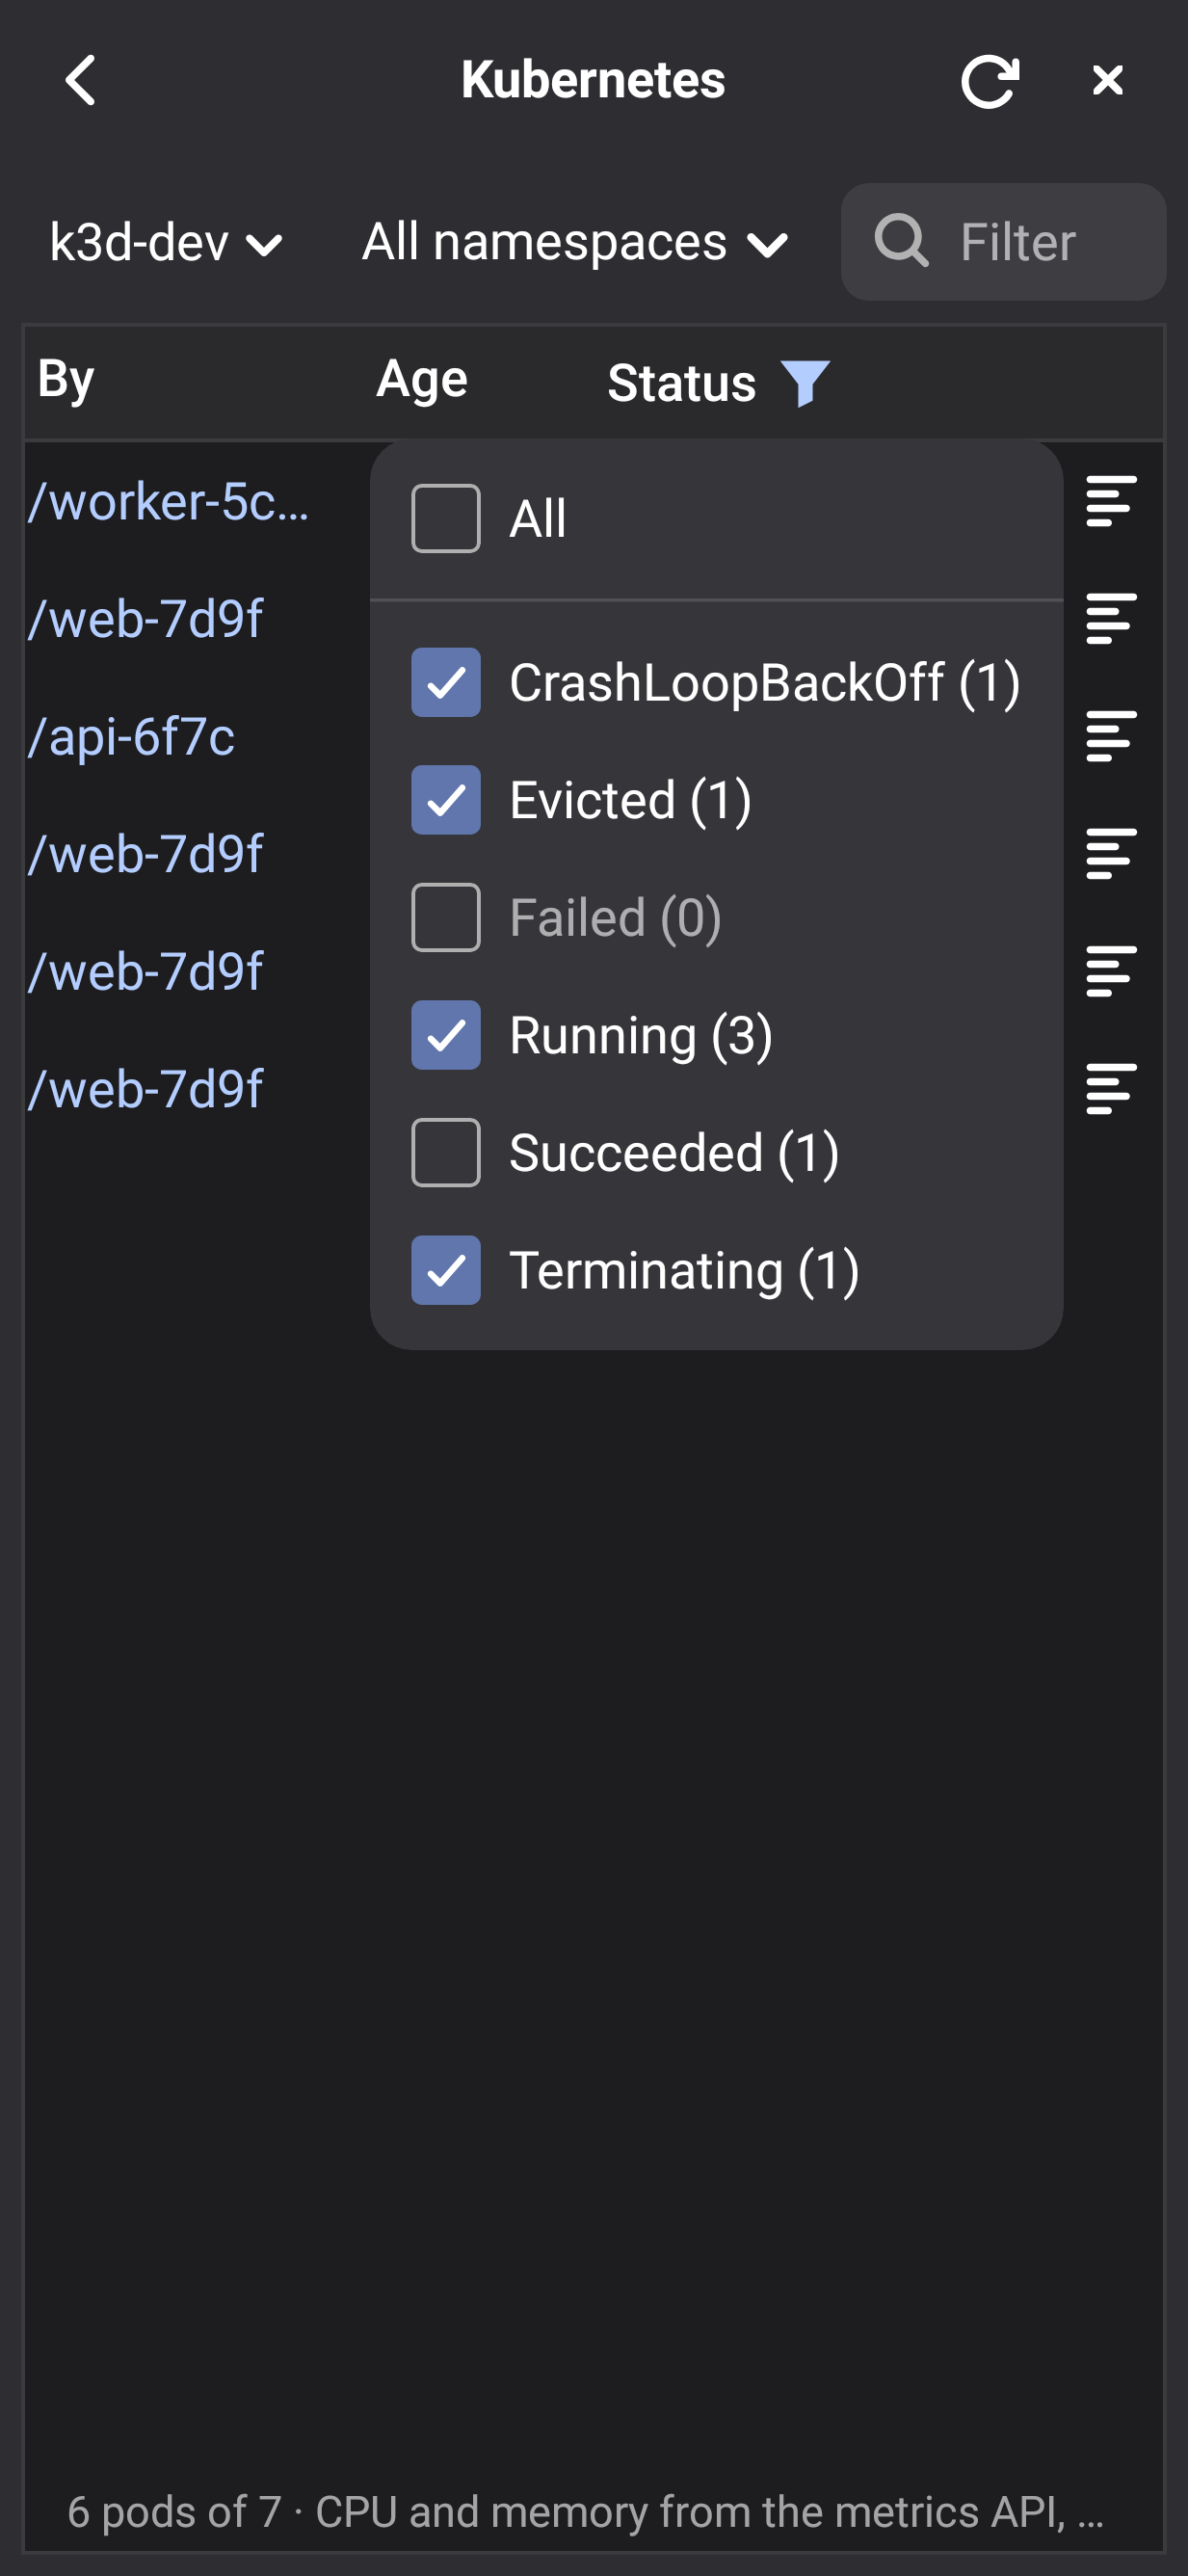 Kubernetes
k3d-dev All namespaces Filter
By Age Status
/worker-5c…
/web-7d9f
/api-6f7c
/web-7d9f
/web-7d9f
/web-7d9f
All
CrashLoopBackOff (1)
Evicted (1)
Failed (0)
Running (3)
Succeeded (1)
Terminating (1)
6 pods of 7 · CPU and memory from the metrics API, …